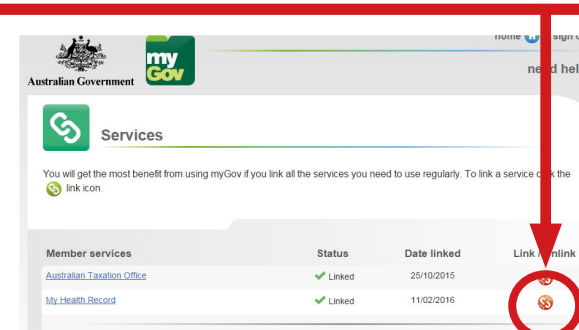 home sign
Australian Government
my
Gov
need hel
Services
You will get the most benefit from using myGov if you link all the services you need to use regularly. To link a service click the
link icon.
Member services Status Date linked Link / Unlink
Australian Taxation Office Linked 25/10/2015
My Health Record Linked 11/02/2016